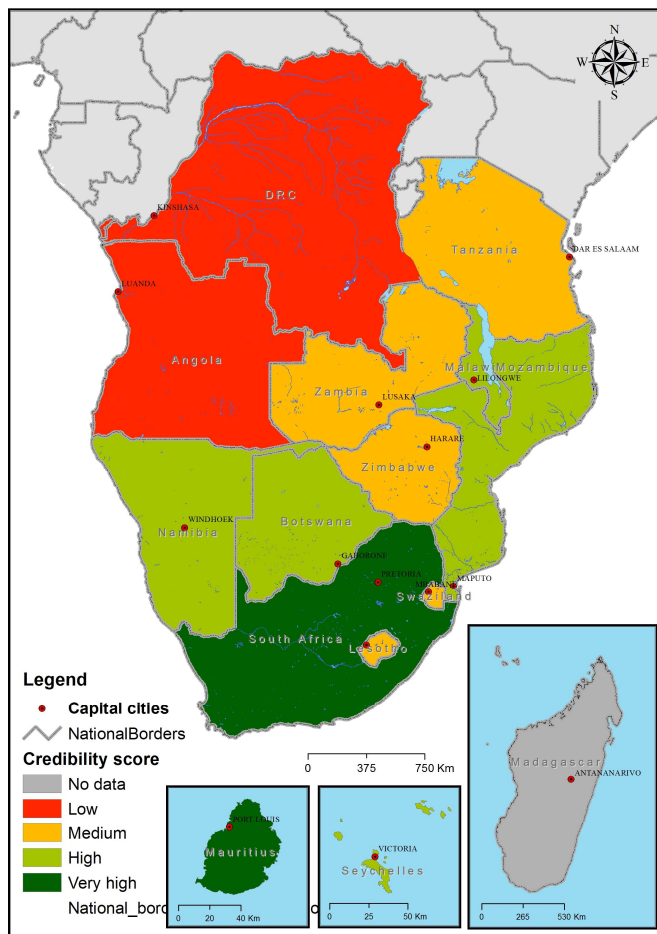 N
W E
S
DRC
KINSHASA
Tanzania
DAR ES SALAAM
LUANDA
Angola
Malawi
Mozambique
LILONGWE
Zambia
LUSAKA
HARARE
Zimbabwe
WINDHOEK
Namibia
Botswana
GABORONE
PRETORIA
MBABANE
MAPUTO
Swaziland
South Africa
Lesotho
Legend
Capital cities
NationalBorders
Credibility score
No data
Low
Medium
High
Very high
National_bor
o
0 375 750 Km
PORT LOUIS
Mauritius
0 20 40 Km
VICTORIA
Seychelles
0 25 50 Km
Madagascar
ANTANANARIVO
0 265 530 Km